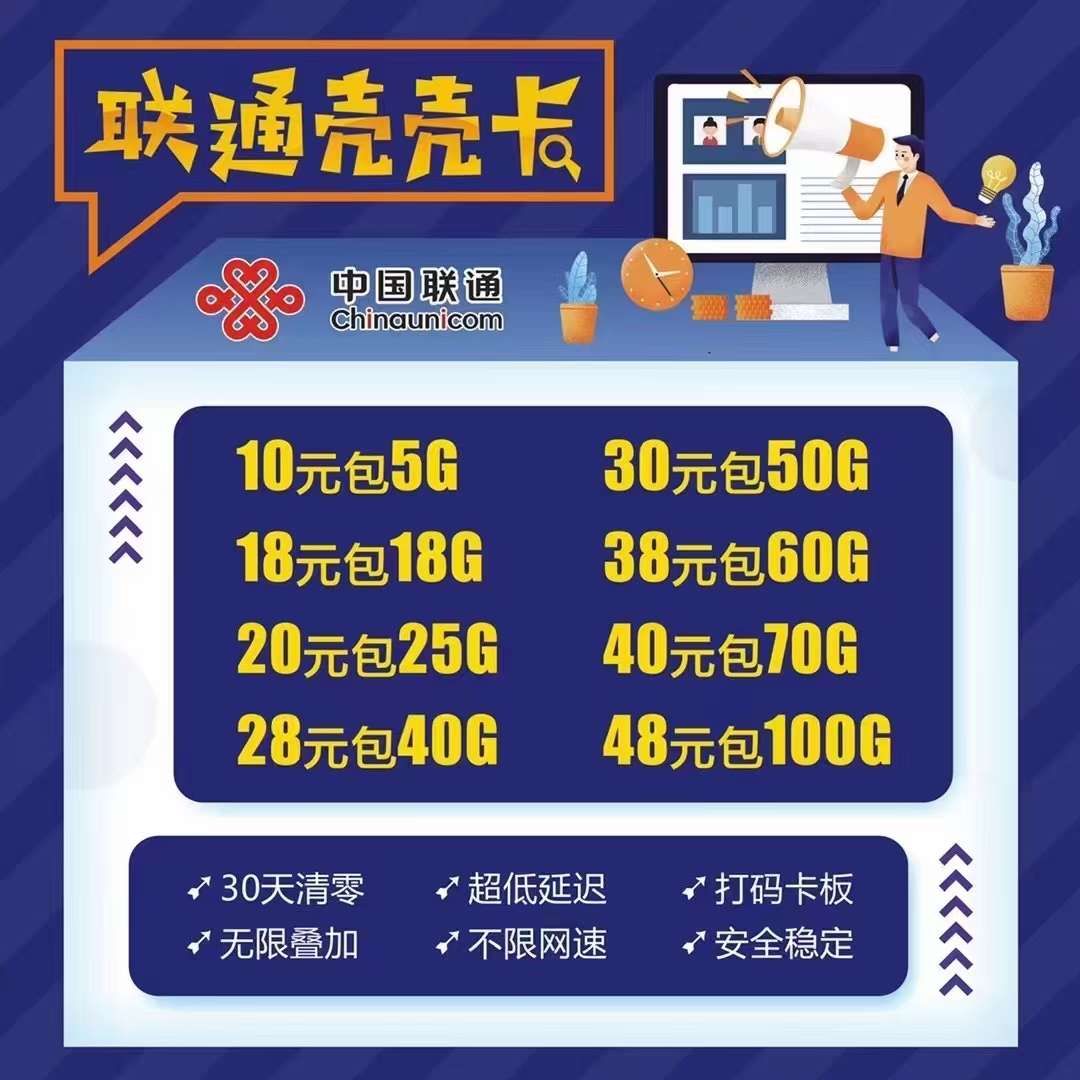 联通壳壳卡
中国联通
Chinaunicom
10元包5G
30元包50G
18元包18G
38元包60G
20元包25G
40元包70G
28元包40G
48元包100G
30天清零
超低延迟
打码卡板
无限叠加
不限网速
安全稳定